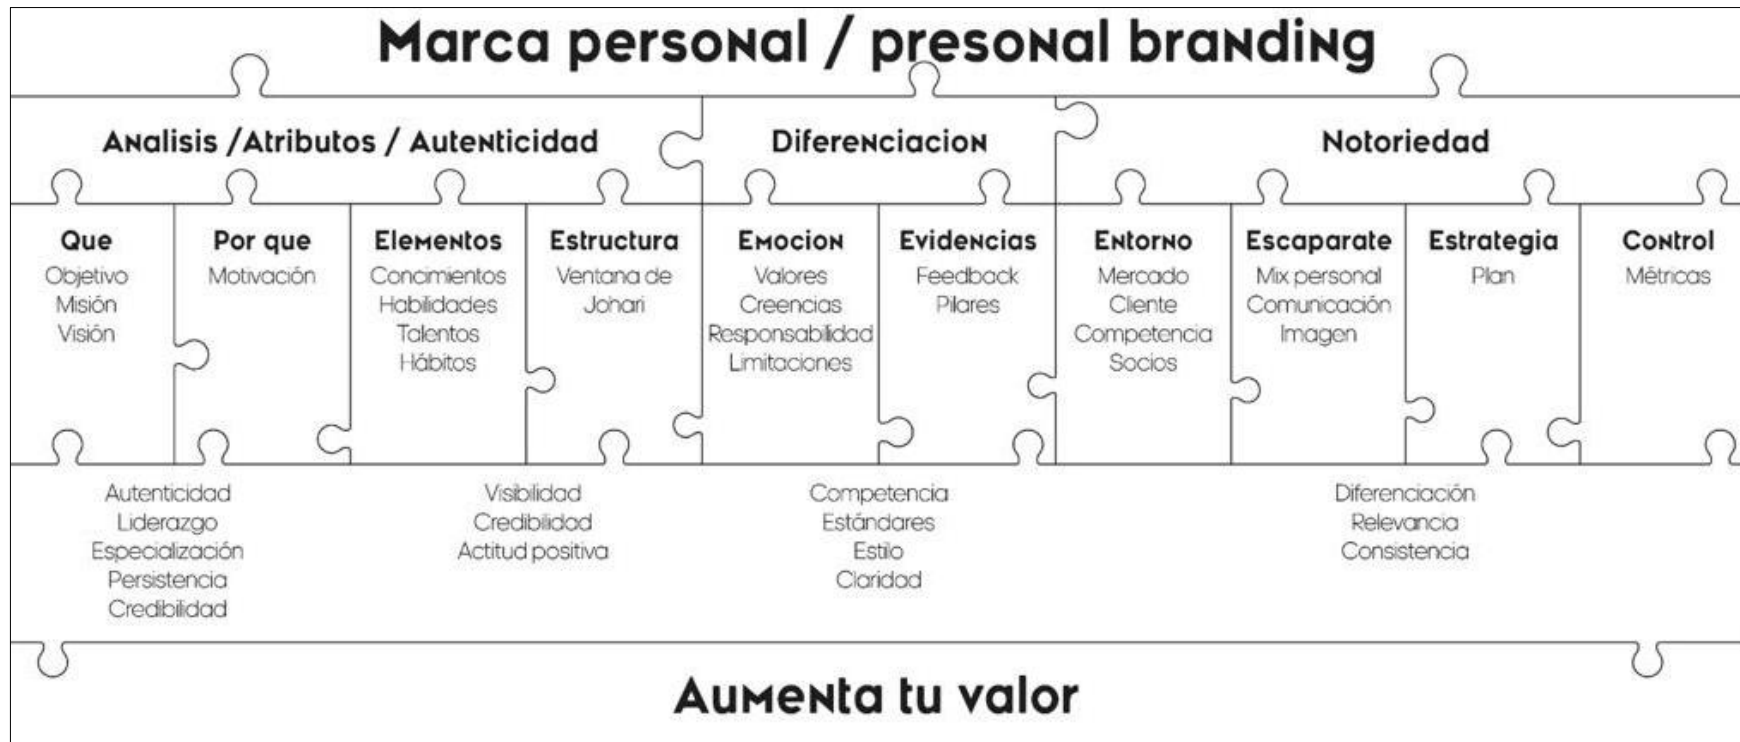 Marca personal / presonal branding
Analisis /Atributos / Autenticidad
Diferenciacion
Notoriedad
Que
Objetivo
Misión
Visión
Por que
Motivación
Elementos
Concimientos
Habilidades
Talentos
Hábitos
Estructura
Ventana de
Johari
Emocion
Valores
Creencias
Responsabilidad
Limitaciones
Evidencias
Feedback
Pilares
Entorno
Mercado
Cliente
Competencia
Socios
Escaparate
Mix personal
Comunicación
Imagen
Estrategia
Plan
Control
Métricas
Autenticidad
Liderazgo
Especialización
Persistencia
Credibilidad
Visibilidad
Credibilidad
Actitud positiva
Competencia
Estándares
Estilo
Claridad
Diferenciación
Relevancia
Consistencia
Aumenta tu valor